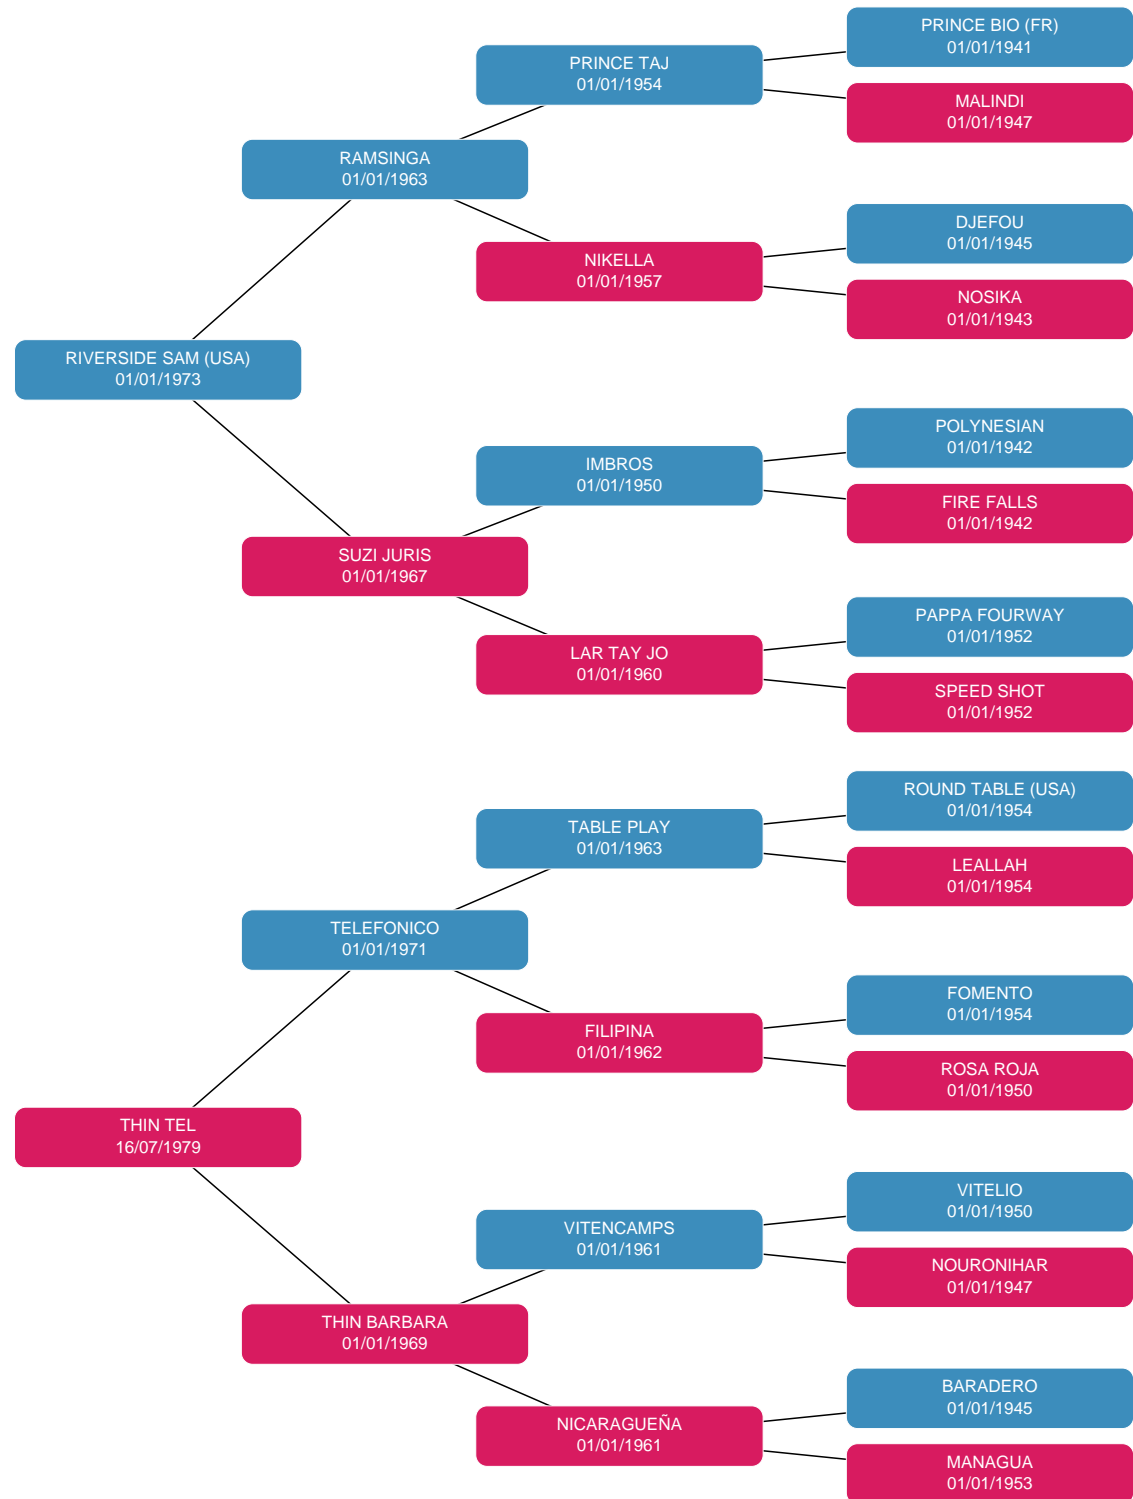 PRINCE BIO (FR)
01/01/1941
PRINCE TAJ
01/01/1954
MALINDI
01/01/1947
RAMSINGA
01/01/1963
DJEFOU
01/01/1945
NIKELLA
01/01/1957
NOSIKA
01/01/1943
RIVERSIDE SAM (USA)
01/01/1973
POLYNESIAN
01/01/1942
IMBROS
01/01/1950
FIRE FALLS
01/01/1942
SUZI JURIS
01/01/1967
PAPPA FOURWAY
01/01/1952
LAR TAY JO
01/01/1960
SPEED SHOT
01/01/1952
ROUND TABLE (USA)
01/01/1954
TABLE PLAY
01/01/1963
LEALLAH
01/01/1954
TELEFONICO
01/01/1971
FOMENTO
01/01/1954
FILIPINA
01/01/1962
ROSA ROJA
01/01/1950
THIN TEL
16/07/1979
VITELIO
01/01/1950
VITENCAMPS
01/01/1961
NOURONIHAR
01/01/1947
THIN BARBARA
01/01/1969
BARADERO
01/01/1945
NICARAGUEÑA
01/01/1961
MANAGUA
01/01/1953